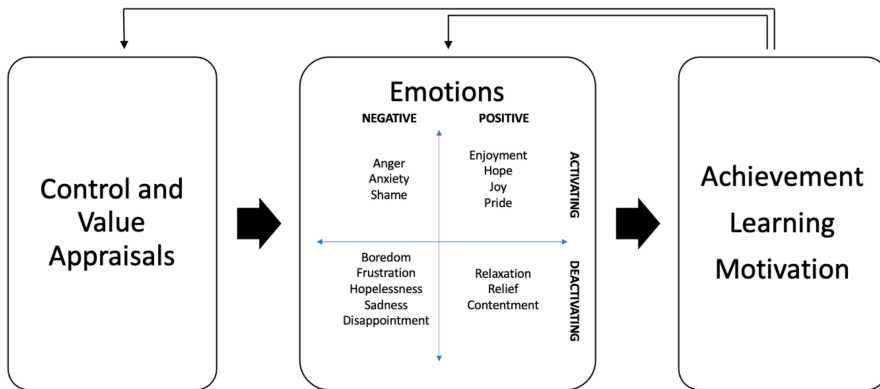 Control and
Value
Appraisals
Emotions
NEGATIVE
POSITIVE
Anger
Anxiety
Shame
Enjoyment
Hope
Joy
Pride
ACTIVATING
Boredom
Frustration
Hopelessness
Sadness
Disappointment
Relaxation
Relief
Contentment
DEACTIVATING
Achievement
Learning
Motivation